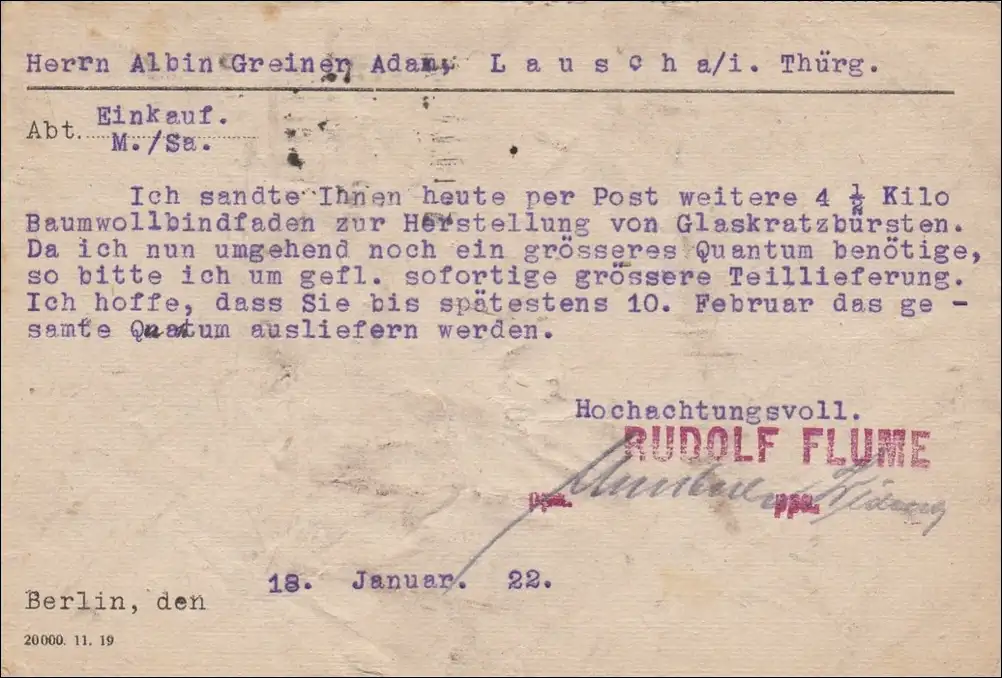 Herrn Albin Greiner Adam, L a u s c h a/i. Thürg.
Abt. Einkauf.
M./Sa.
Ich sandte Ihnen heute per Post weitere 4 ½ Kilo
Baumwollbindfaden zur Herstellung von Glaskratzbürsten.
Da ich nun umgehend noch ein grösseres Quantum benötige,
so bitte ich um gefl. sofortige grössere Teillieferung.
Ich hoffe, dass Sie bis spätestens 10. Februar das ge -
samte Quantum ausliefern werden.
Hochachtungsvoll.
RUDOLF FLUME
ppa. ppa.
Berlin, den 18. Januar. 22.
20000. 11. 19